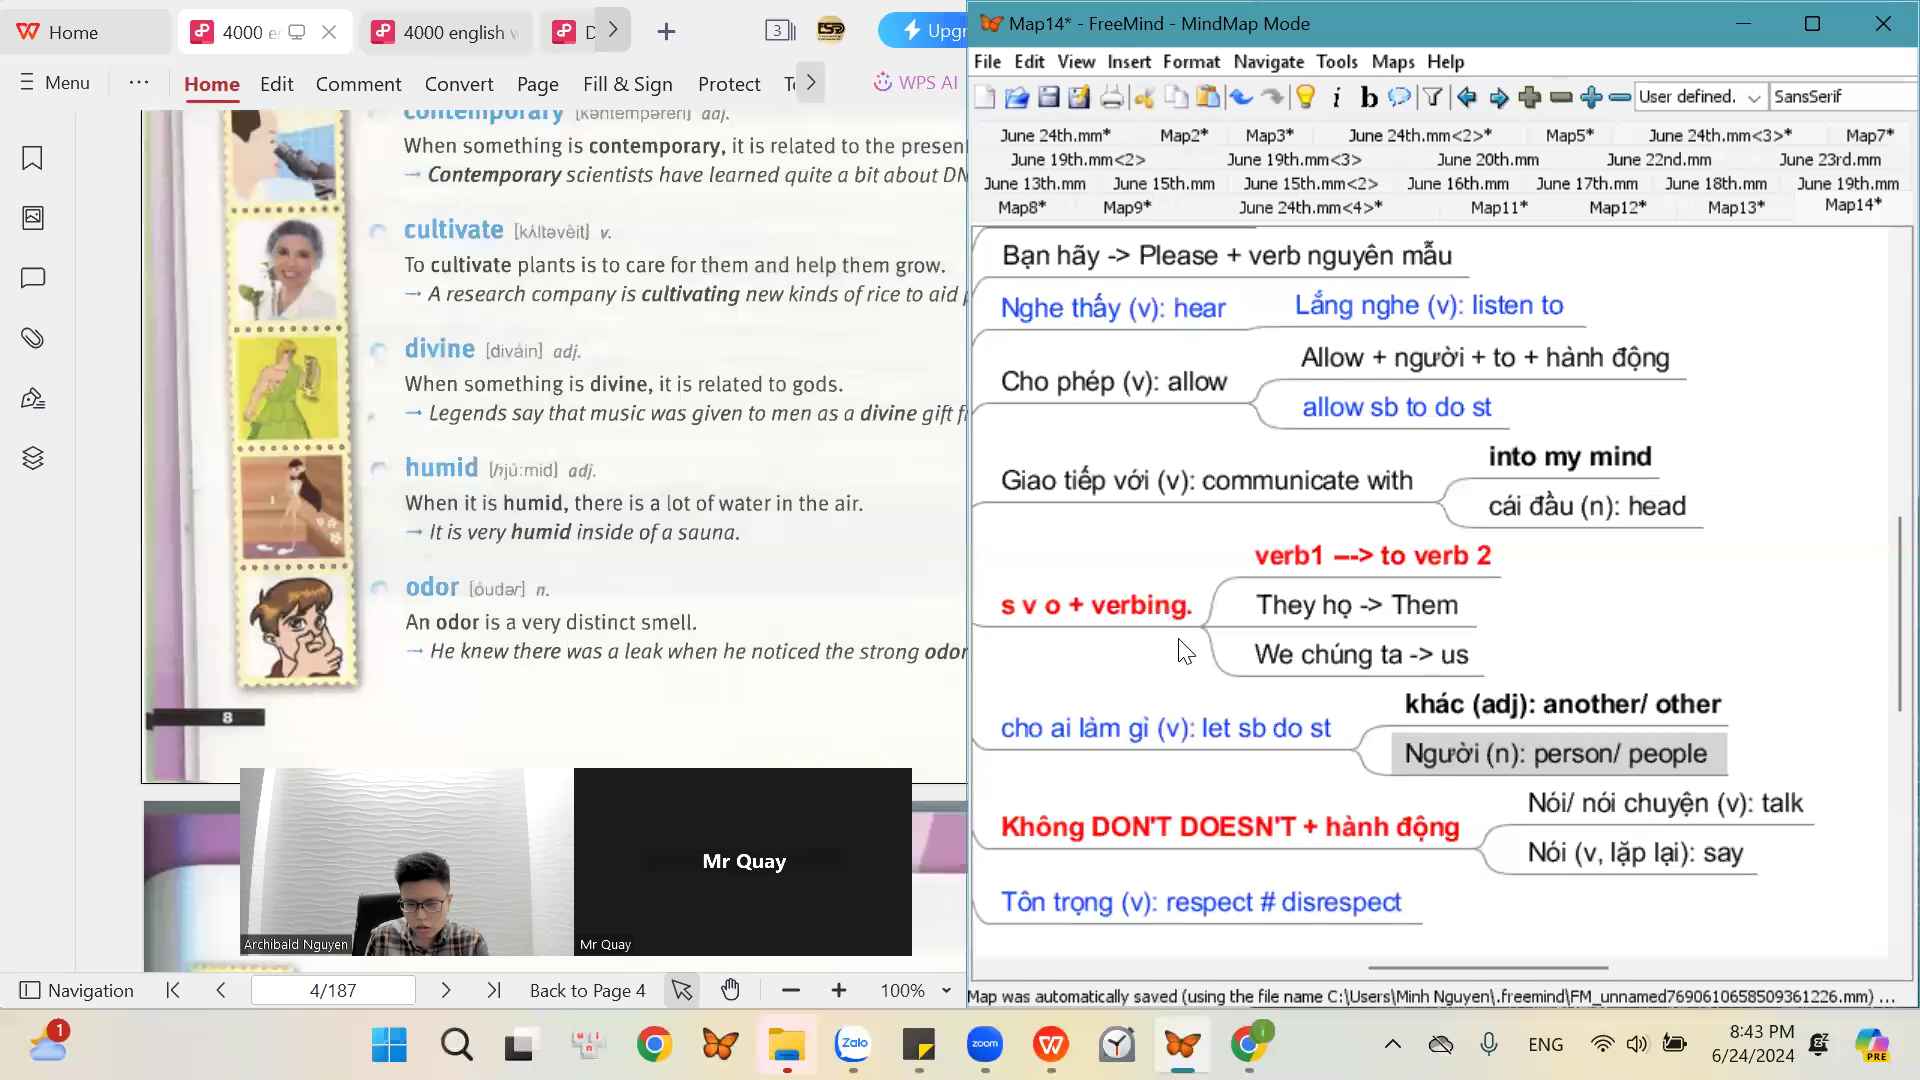 Home
4000 e
4000 english w
D
3
Upgr
Menu
Home
Edit
Comment
Convert
Page
Fill & Sign
Protect
WPS AI
contemporary [kəntempəreri] adj.
When something is contemporary, it is related to the presen
→ Contemporary scientists have learned quite a bit about DN
cultivate [kʌ́ltəvèit] v.
To cultivate plants is to care for them and help them grow.
→ A research company is cultivating new kinds of rice to aid p
divine [diváin] adj.
When something is divine, it is related to gods.
→ Legends say that music was given to men as a divine gift f
humid [hjú:mid] adj.
When it is humid, there is a lot of water in the air.
→ It is very humid inside of a sauna.
odor [óudər] n.
An odor is a very distinct smell.
→ He knew there was a leak when he noticed the strong odor
8
Archibald Nguyen
Mr Quay
Mr Quay
Navigation
4/187
Back to Page 4
100%
Map14* - FreeMind - MindMap Mode
File Edit View Insert Format Navigate Tools Maps Help
User defined.
SansSerif
June 24th.mm* Map2* Map3* June 24th.mm<2>* Map5* June 24th.mm<3>* Map7*
June 19th.mm<2> June 19th.mm<3> June 20th.mm June 22nd.mm June 23rd.mm
June 13th.mm June 15th.mm June 15th.mm<2> June 16th.mm June 17th.mm June 18th.mm June 19th.mm
Map8* Map9* June 24th.mm<4>* Map11* Map12* Map13* Map14*
Bạn hãy -> Please + verb nguyên mẫu
Nghe thấy (v): hear
Lắng nghe (v): listen to
Cho phép (v): allow
Allow + người + to + hành động
allow sb to do st
Giao tiếp với (v): communicate with
into my mind
cái đầu (n): head
s v o + verbing.
verb1 ---> to verb 2
They họ -> Them
We chúng ta -> us
cho ai làm gì (v): let sb do st
khác (adj): another/ other
Người (n): person/ people
Không DON'T DOESN'T + hành động
Nói/ nói chuyện (v): talk
Nói (v, lặp lại): say
Tôn trọng (v): respect # disrespect
Map was automatically saved (using the file name C:\Users\Minh Nguyen\.freemind\FM_unnamed7690610658509361226.mm) ...
1
Zalo
zoom
ENG
8:43 PM
6/24/2024
PRE